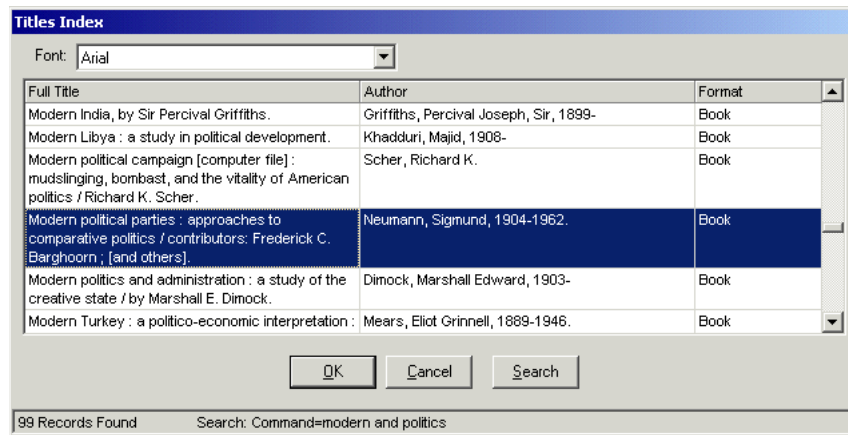 Titles Index
Font: Arial
Full Title Author Format
Modern India, by Sir Percival Griffiths. Griffiths, Percival Joseph, Sir, 1899- Book
Modern Libya : a study in political development. Khadduri, Majid, 1908- Book
Modern political campaign [computer file] : Scher, Richard K. Book
mudslinging, bombast, and the vitality of American
politics / Richard K. Scher.
Modern political parties : approaches to Neumann, Sigmund, 1904-1962. Book
comparative politics / contributors: Frederick C.
Barghoorn ; [and others].
Modern politics and administration : a study of the Dimock, Marshall Edward, 1903- Book
creative state / by Marshall E. Dimock.
Modern Turkey : a politico-economic interpretation : Mears, Eliot Grinnell, 1889-1946. Book
OK Cancel Search
99 Records Found Search: Command=modern and politics